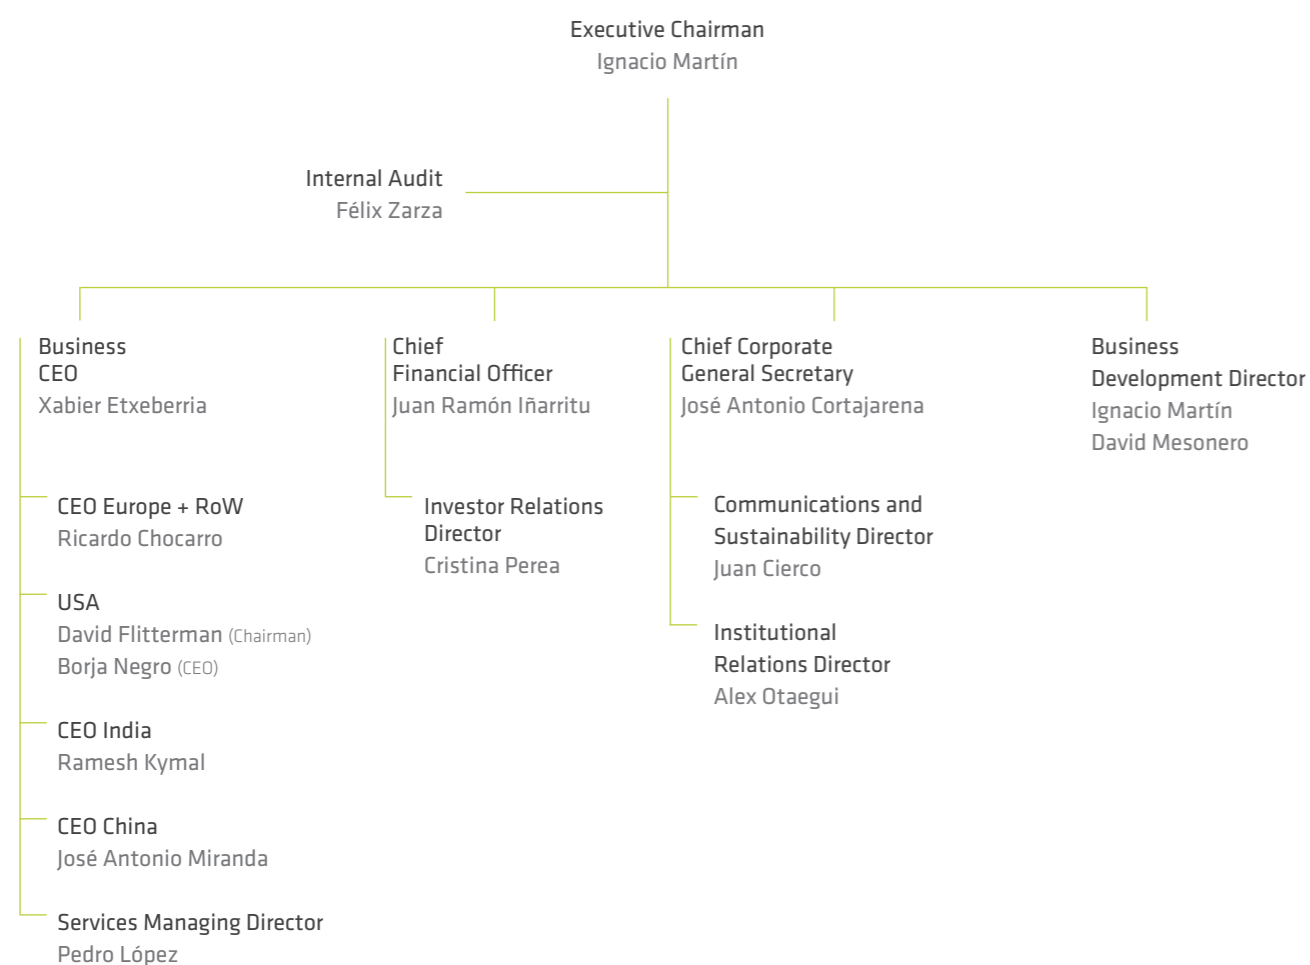 Executive Chairman
Ignacio Martín
Internal Audit
Félix Zarza
Business
CEO
Xabier Etxeberria
CEO Europe + RoW
Ricardo Chocarro
USA
David Flitterman (Chairman)
Borja Negro (CEO)
CEO India
Ramesh Kymal
CEO China
José Antonio Miranda
Services Managing Director
Pedro López
Chief
Financial Officer
Juan Ramón Iñarritu
Investor Relations
Director
Cristina Perea
Chief Corporate
General Secretary
José Antonio Cortajarena
Communications and
Sustainability Director
Juan Cierco
Institutional
Relations Director
Alex Otaegui
Business
Development Director
Ignacio Martín
David Mesonero